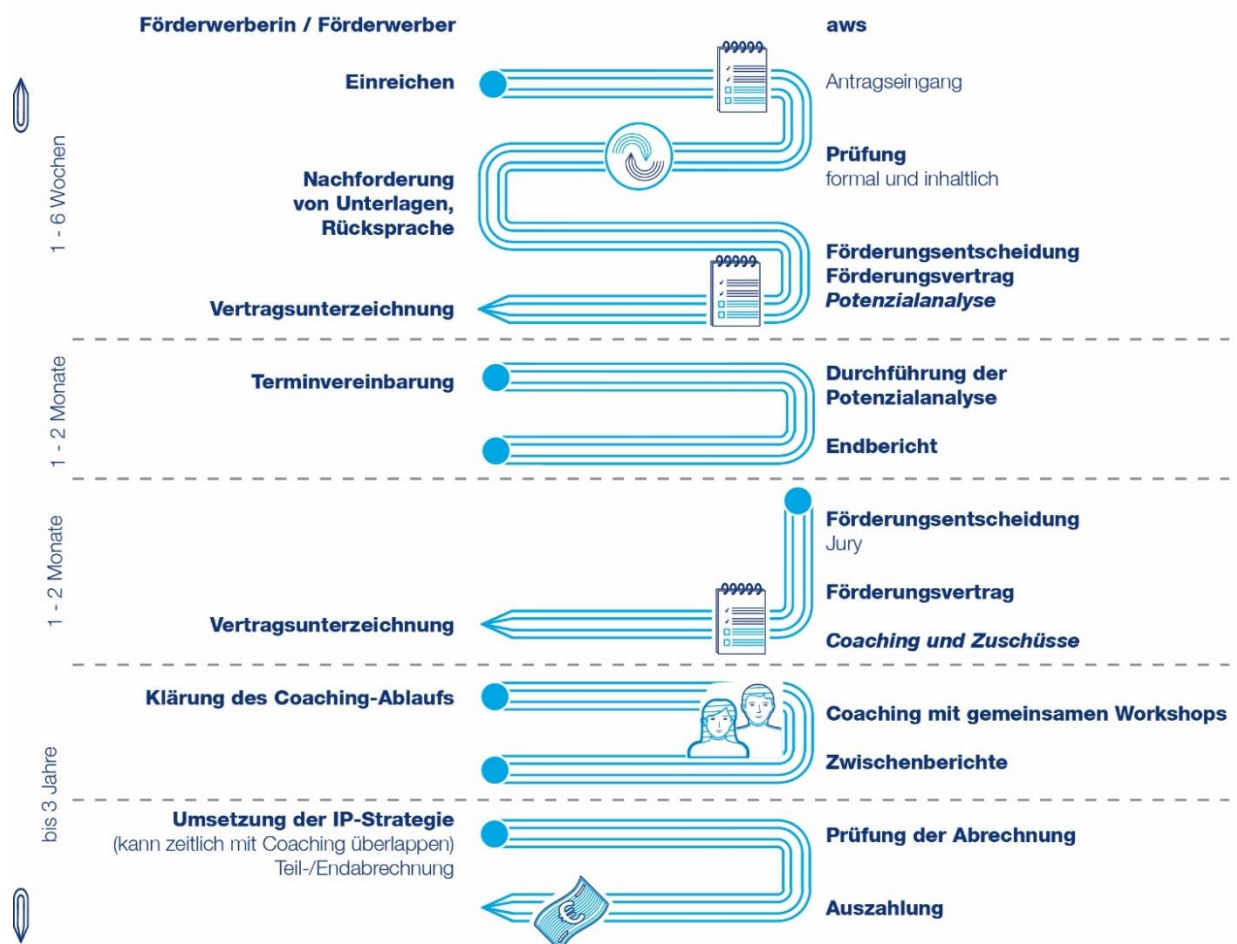 Förderwerberin / Förderwerber
aws
1 - 6 Wochen
Einreichen
Antragseingang
Prüfung
formal und inhaltlich
Nachforderung
von Unterlagen,
Rücksprache
Förderungsentscheidung
Förderungsvertrag
Potenzialanalyse
Vertragsunterzeichnung
1 - 2 Monate
Terminvereinbarung
Durchführung der
Potenzialanalyse
Endbericht
1 - 2 Monate
Förderungsentscheidung
Jury
Förderungsvertrag
Vertragsunterzeichnung
Coaching und Zuschüsse
bis 3 Jahre
Klärung des Coaching-Ablaufs
Coaching mit gemeinsamen Workshops
Zwischenberichte
Umsetzung der IP-Strategie
(kann zeitlich mit Coaching überlappen)
Teil-/Endabrechnung
Prüfung der Abrechnung
€
Auszahlung